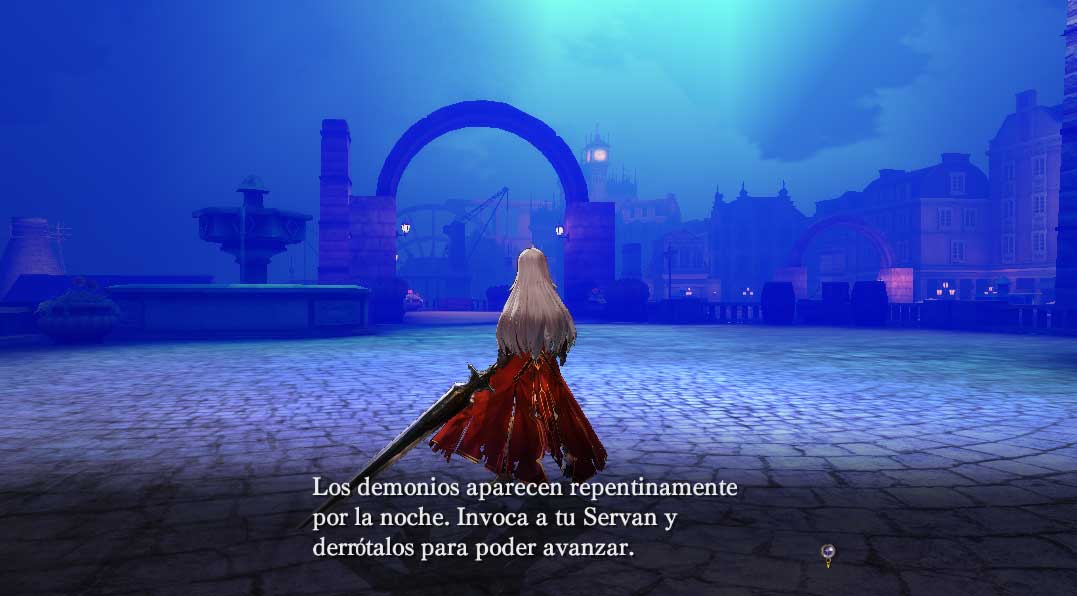 Los demonios aparecen repentinamente
por la noche. Invoca a tu Servan y
derrótalos para poder avanzar.